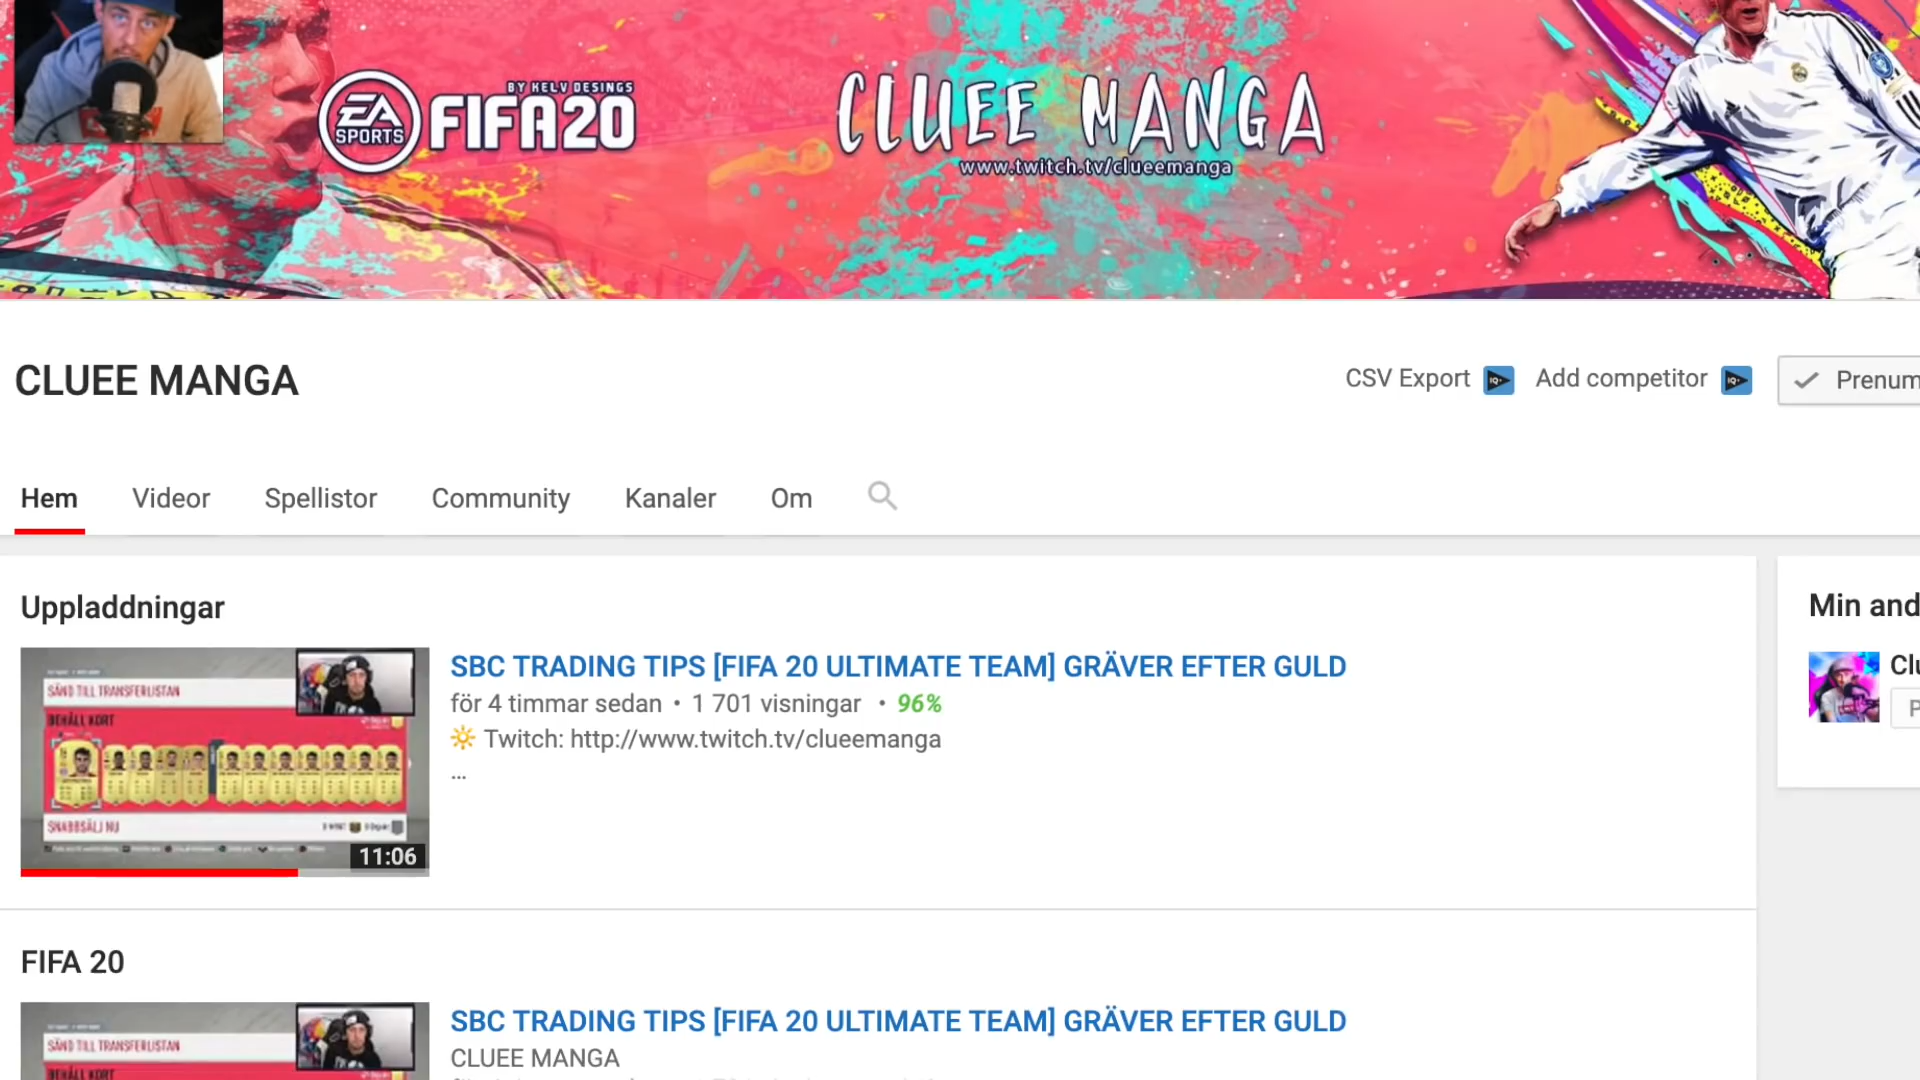 BY KELV DESINGS
EA SPORTS FIFA20
CLUEE MANGA
www.twitch.tv/clueemanga
CLUEE MANGA
CSV Export
Add competitor
Prenum
Hem
Videor
Spellistor
Community
Kanaler
Om
Uppladdningar
SÄND TILL TRANSFERLISTAN
BEHÅLL KORT
SNABBSÄLJ NU
11:06
SBC TRADING TIPS [FIFA 20 ULTIMATE TEAM] GRÄVER EFTER GULD
för 4 timmar sedan • 1 701 visningar • 96%
Twitch: http://www.twitch.tv/clueemanga
...
Min and
Clu
P
FIFA 20
SÄND TILL TRANSFERLISTAN
BEHÅLL KORT
SBC TRADING TIPS [FIFA 20 ULTIMATE TEAM] GRÄVER EFTER GULD
CLUEE MANGA